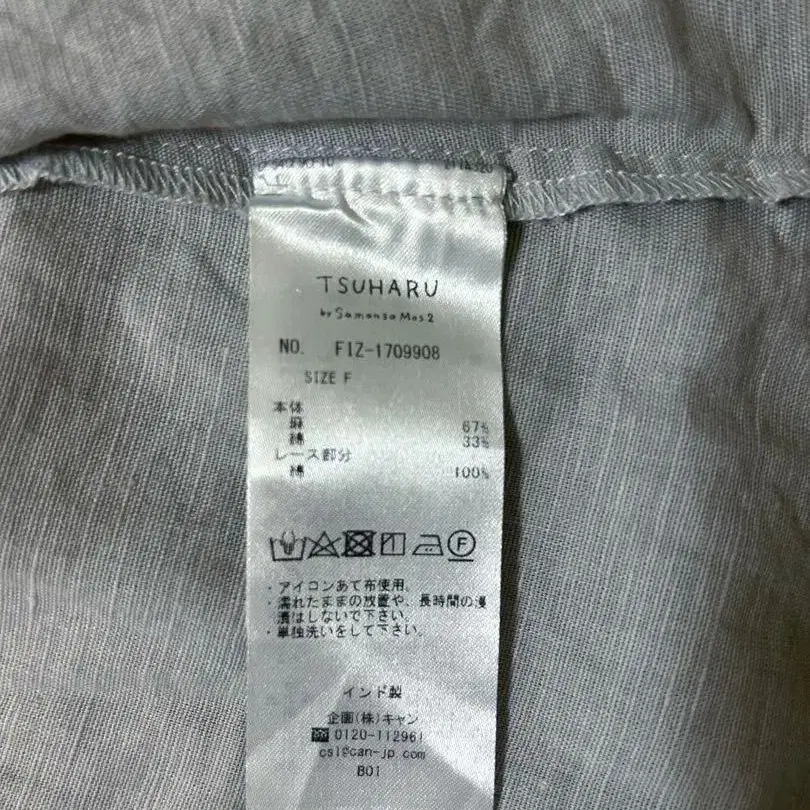 TSUHARU
by Samansa Mos2
NO. FIZ-1709908
SIZE F
本体
麻 67%
綿 33%
レース部分
綿 100%
F
・アイコンあて布使用。
・濡れたままの放置や、長時間の浸
漬はしないで下さい。
・単独洗いをして下さい。
インド製
企画(株)キャン
0120-112961
csl@can-jp.com
B01